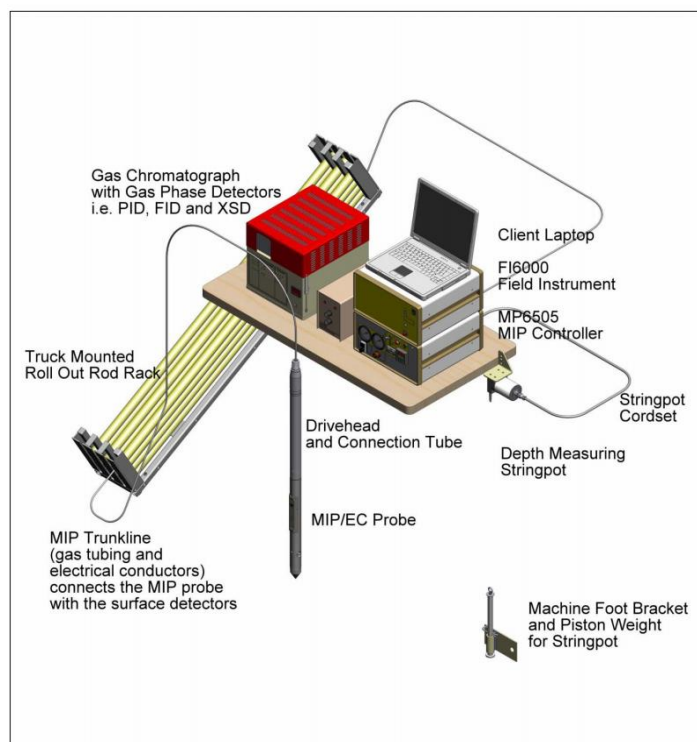 Gas Chromatograph
with Gas Phase Detectors
i.e. PID, FID and XSD
Client Laptop
FI6000
Field Instrument
MP6505
MIP Controller
Truck Mounted
Roll Out Rod Rack
Stringpot
Cordset
Drivehead
and Connection Tube
Depth Measuring
Stringpot
MIP/EC Probe
MIP Trunkline
(gas tubing and
electrical conductors)
connects the MIP probe
with the surface detectors
Machine Foot Bracket
and Piston Weight
for Stringpot